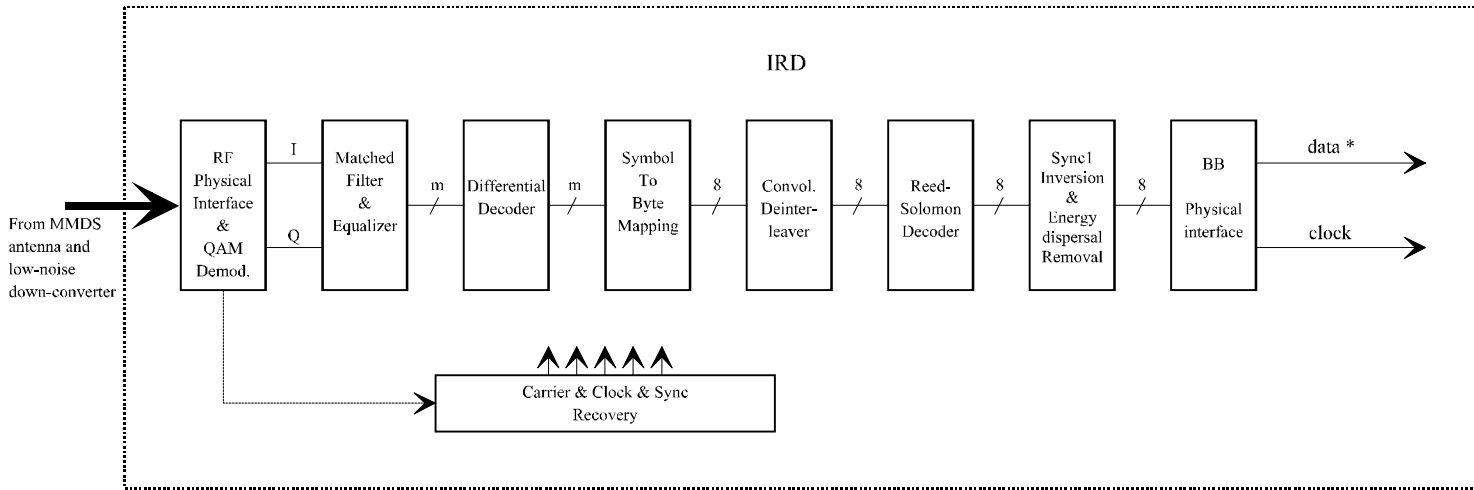 IRD
From MMDS
antenna and
low-noise
down-converter
RF
Physical
Interface
&
QAM
Demod.
I
Q
Matched
Filter
&
Equalizer
m
Differential
Decoder
m
Symbol
To
Byte
Mapping
8
Convol.
Deinter-
leaver
8
Reed-
Solomon
Decoder
8
Sync1
Inversion
&
Energy
dispersal
Removal
8
BB
Physical
interface
data *
clock
Carrier & Clock & Sync
Recovery